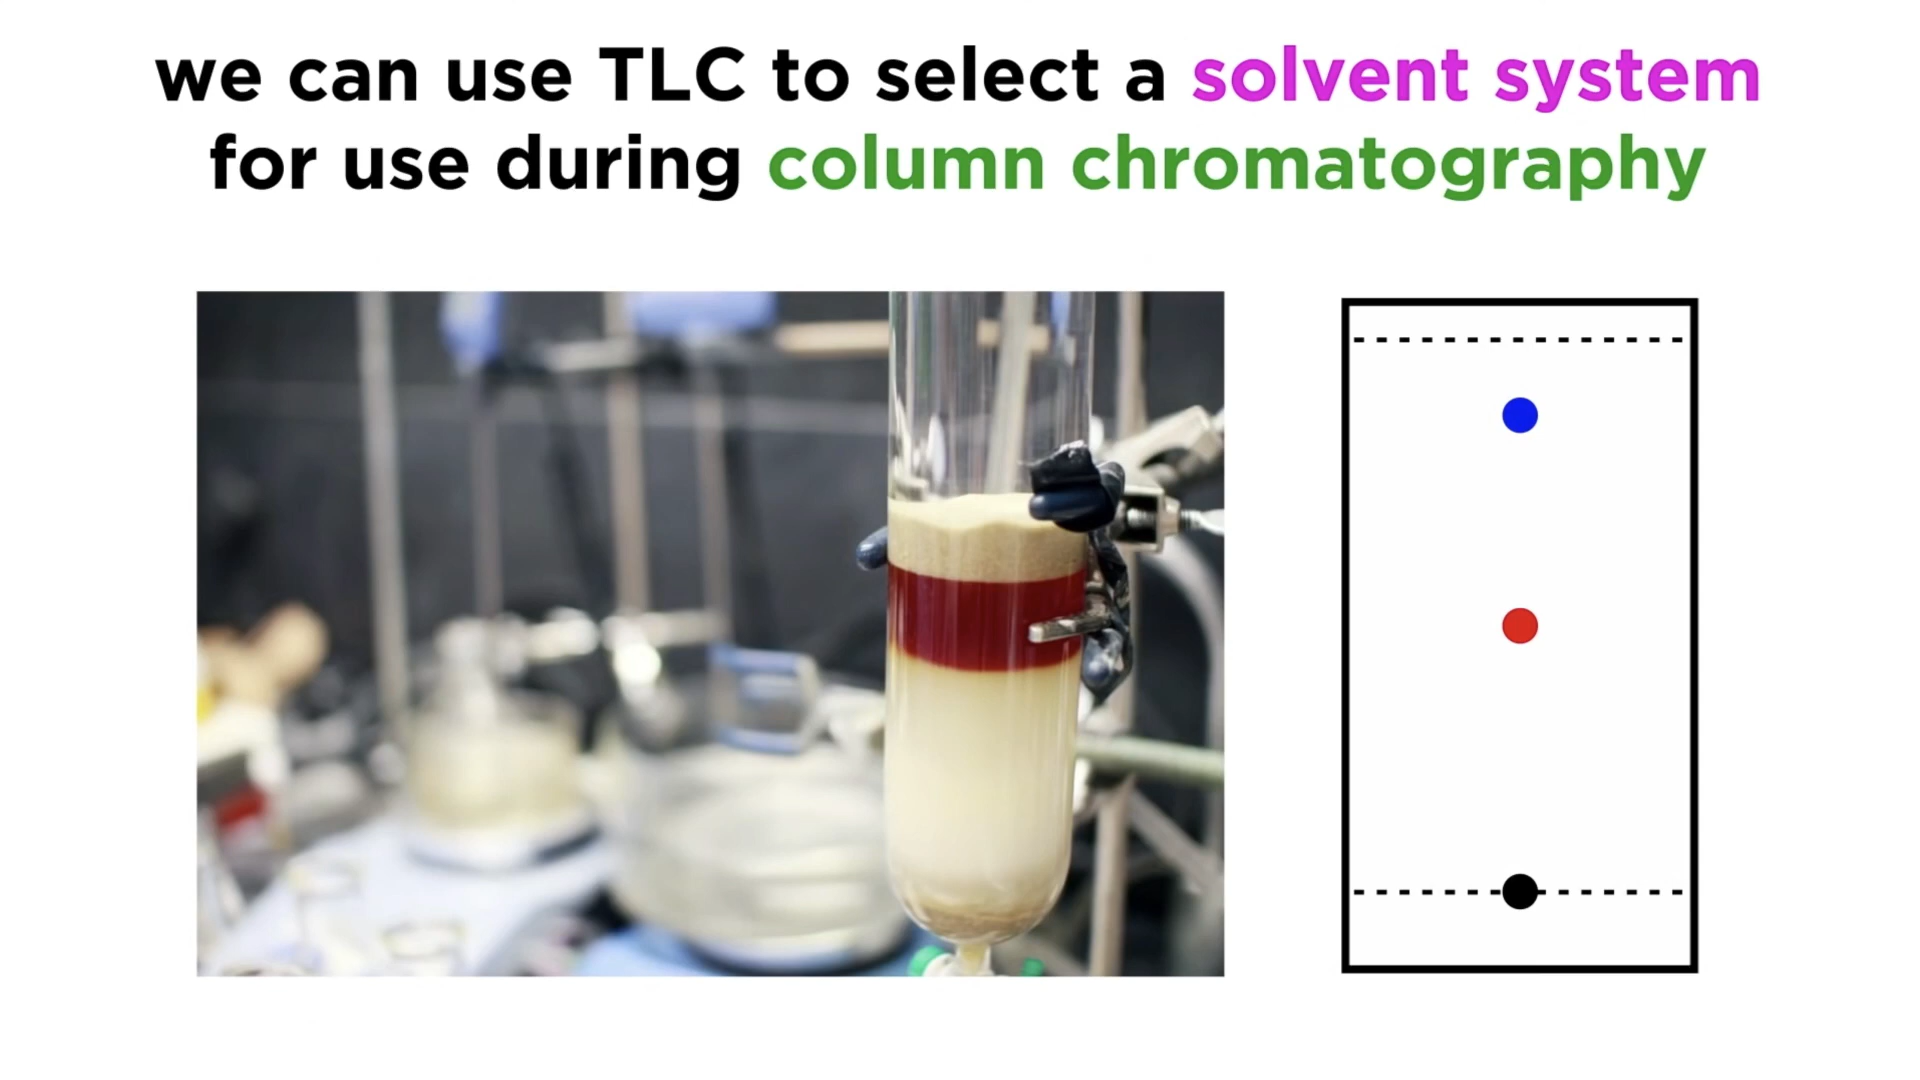 we can use TLC to select a solvent system
for use during column chromatography